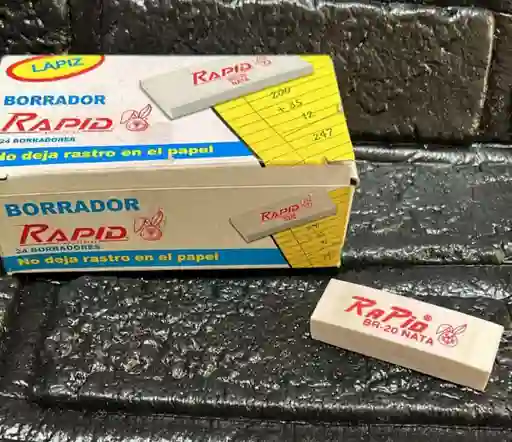 LAPIZ
BORRADOR
RAPID
24 BORRADORES
No deja rastro en el papel
RAPID
200
+ 35
12
247
BORRADOR
RAPID
24 BORRADORES
No deja rastro en el papel
RAPID
RaPiD®
BR-20 NATA